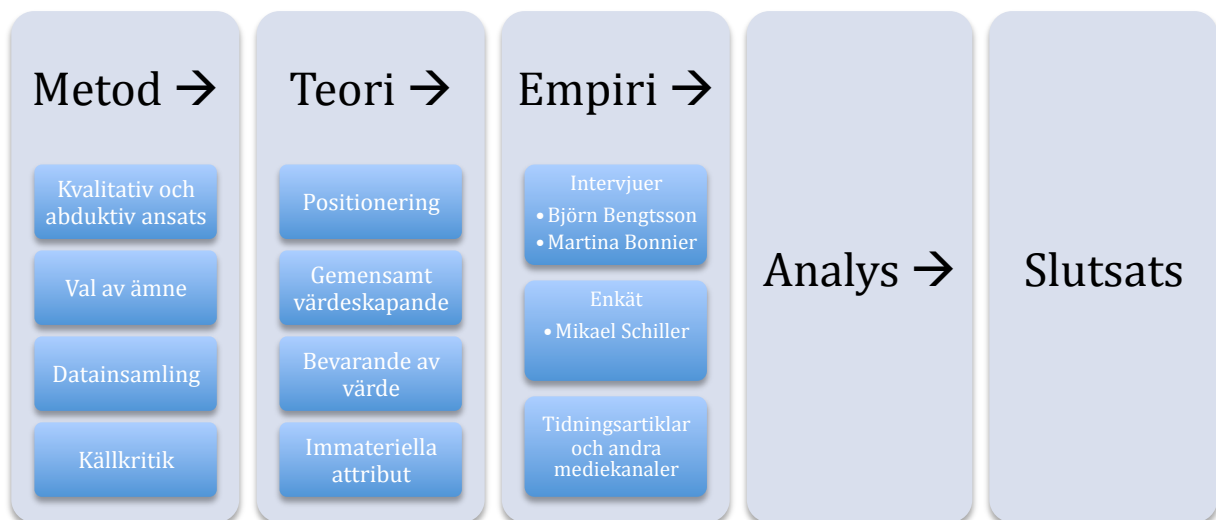 Metod →
Kvalitativ och
abduktiv ansats
Val av ämne
Datainsamling
Källkritik
Teori →
Positionering
Gemensamt
värdeskapande
Bevarande av
värde
Immateriella
attribut
Empiri →
Intervjuer
• Björn Bengtsson
• Martina Bonnier
Enkät
• Mikael Schiller
Tidningsartiklar
och andra
mediekanaler
Analys →
Slutsats